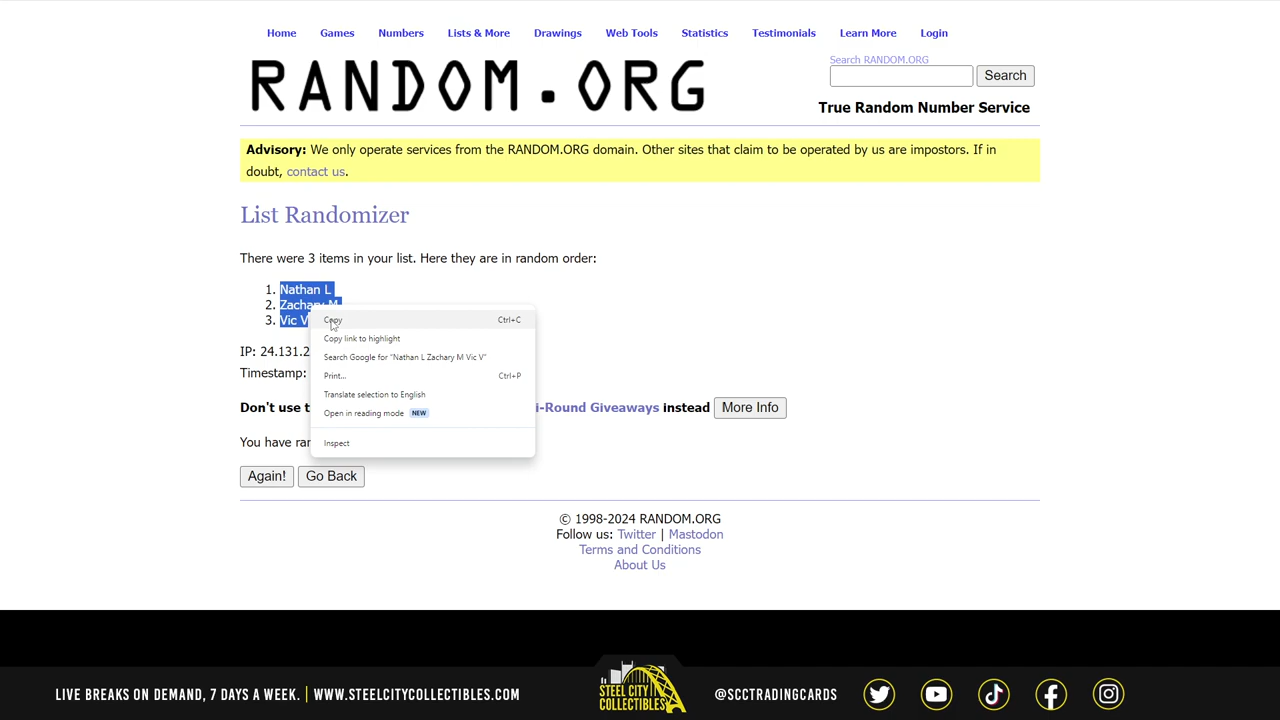 Home Games Numbers Lists & More Drawings Web Tools Statistics Testimonials Learn More Login
Search RANDOM.ORG
RANDOM.ORG
Search
True Random Number Service
Advisory: We only operate services from the RANDOM.ORG domain. Other sites that claim to be operated by us are impostors. If in
doubt, contact us.
List Randomizer
There were 3 items in your list. Here they are in random order:
1. Nathan L
2. Zachary M
3. Vic V
Copy Ctrl+C
Copy link to highlight
Search Google for "Nathan L Zachary M Vic V"
Print... Ctrl+P
Translate selection to English
Open in reading mode NEW
Inspect
IP: 24.131.2
Timestamp:
Don't use t i-Round Giveaways instead More Info
You have ra
Again! Go Back
© 1998-2024 RANDOM.ORG
Follow us: Twitter | Mastodon
Terms and Conditions
About Us
LIVE BREAKS ON DEMAND, 7 DAYS A WEEK. | WWW.STEELCITYCOLLECTIBLES.COM
STEEL CITY
COLLECTIBLES
@SCCTRADINGCARDS